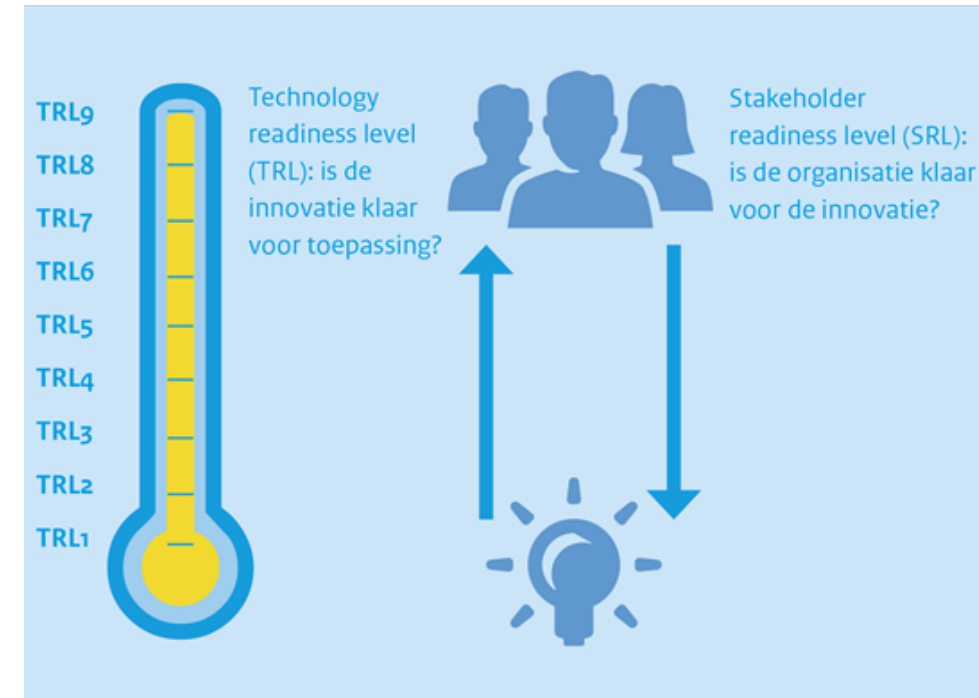 TRL9
TRL8
TRL7
TRL6
TRL5
TRL4
TRL3
TRL2
TRL1
Technology
readiness level
(TRL): is de
innovatie klaar
voor toepassing?
Stakeholder
readiness level (SRL):
is de organisatie klaar
voor de innovatie?